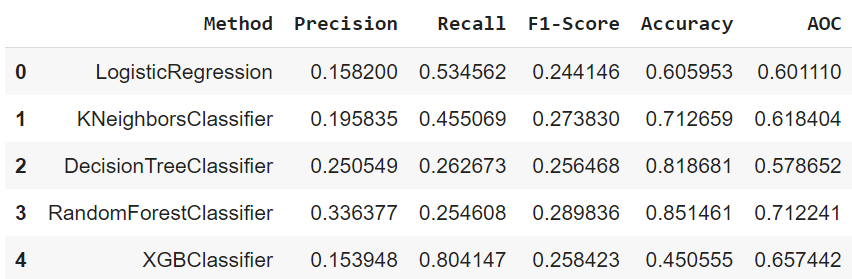 Method Precision Recall F1-Score Accuracy AOC
0 LogisticRegression 0.158200 0.534562 0.244146 0.605953 0.601110
1 KNeighborsClassifier 0.195835 0.455069 0.273830 0.712659 0.618404
2 DecisionTreeClassifier 0.250549 0.262673 0.256468 0.818681 0.578652
3 RandomForestClassifier 0.336377 0.254608 0.289836 0.851461 0.712241
4 XGBClassifier 0.153948 0.804147 0.258423 0.450555 0.657442